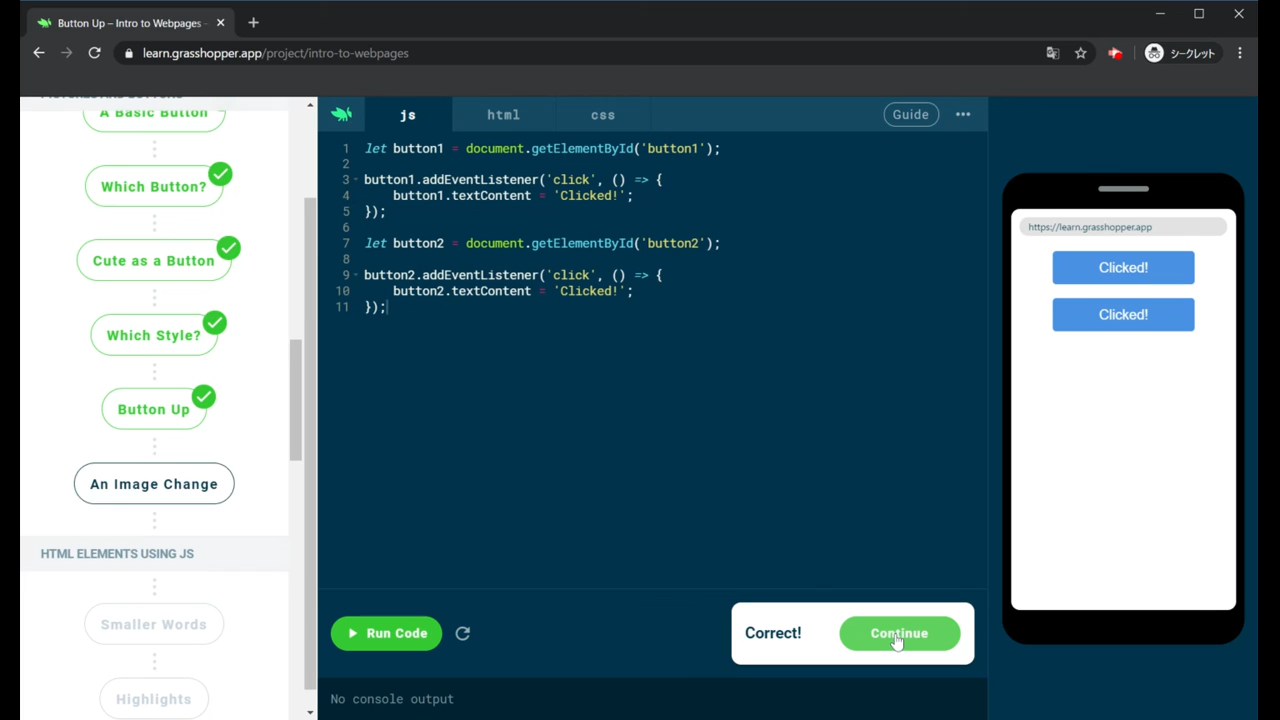 Button Up – Intro to Webpages -
learn.grasshopper.app/project/intro-to-webpages
シークレット
A Basic Button
Which Button?
Cute as a Button
Which Style?
Button Up
An Image Change
HTML ELEMENTS USING JS
Smaller Words
Highlights
js
html
css
Guide
1 let button1 = document.getElementById('button1');
2
3 button1.addEventListener('click', () => {
4 button1.textContent = 'Clicked!';
5 });
6
7 let button2 = document.getElementById('button2');
8
9 button2.addEventListener('click', () => {
10 button2.textContent = 'Clicked!';
11 });
Run Code
Correct!
Continue
No console output
https://learn.grasshopper.app
Clicked!
Clicked!